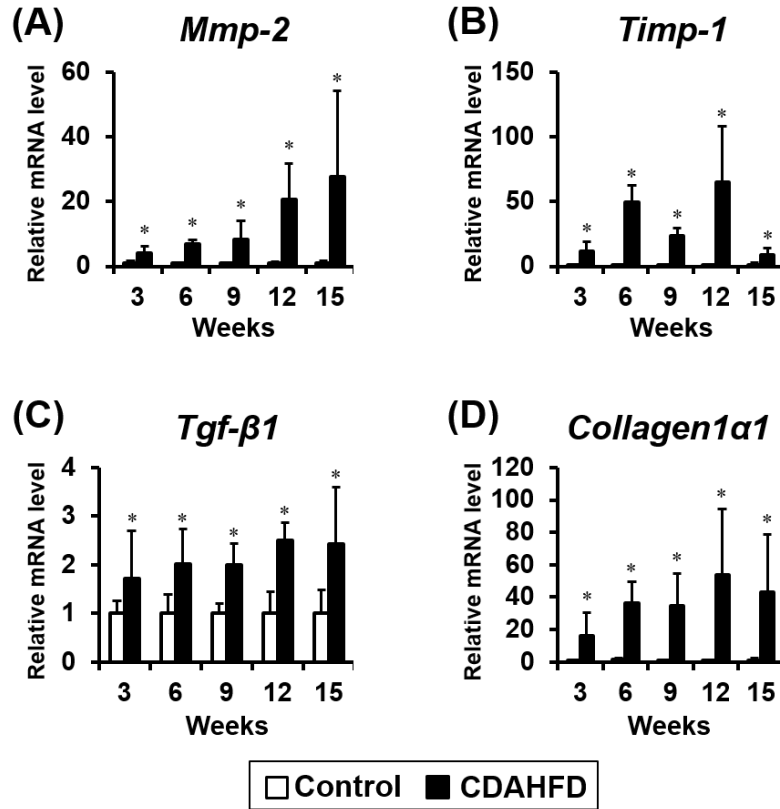 (A) Mmp-2
Relative mRNA level
60
40
20
0
* * * * *
3 6 9 12 15
Weeks
(B) Timp-1
Relative mRNA level
150
100
50
0
* * * * *
3 6 9 12 15
Weeks
(C) Tgf-β1
Relative mRNA level
4
3
2
1
0
* * * * *
3 6 9 12 15
Weeks
(D) Collagen1α1
Relative mRNA level
120
100
80
60
40
20
0
* * * * *
3 6 9 12 15
Weeks
Control CDAHFD